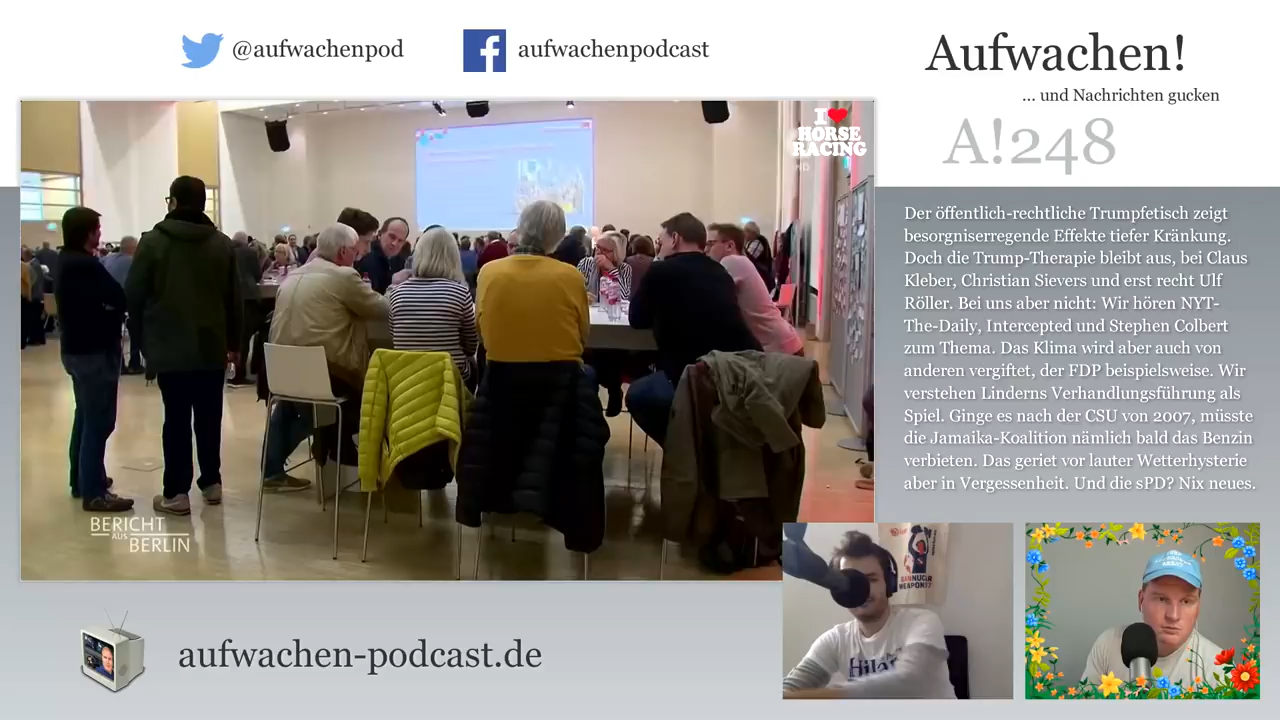 @aufwachenpod
aufwachenpodcast
Aufwachen!
... und Nachrichten gucken
A!248
I
HORSE
RACING
Der öffentlich-rechtliche Trumpfetisch zeigt
besorgniserregende Effekte tiefer Kränkung.
Doch die Trump-Therapie bleibt aus, bei Claus
Kleber, Christian Sievers und erst recht Ulf
Röller. Bei uns aber nicht: Wir hören NYT-
The-Daily, Intercepted und Stephen Colbert
zum Thema. Das Klima wird aber auch von
anderen vergiftet, der FDP beispielsweise. Wir
verstehen Linderns Verhandlungsführung als
Spiel. Ginge es nach der CSU von 2007, müsste
die Jamaika-Koalition nämlich bald das Benzin
verbieten. Das geriet vor lauter Wetterhysterie
aber in Vergessenheit. Und die sPD? Nix neues.
BERICHT
AUS
BERLIN
aufwachen-podcast.de